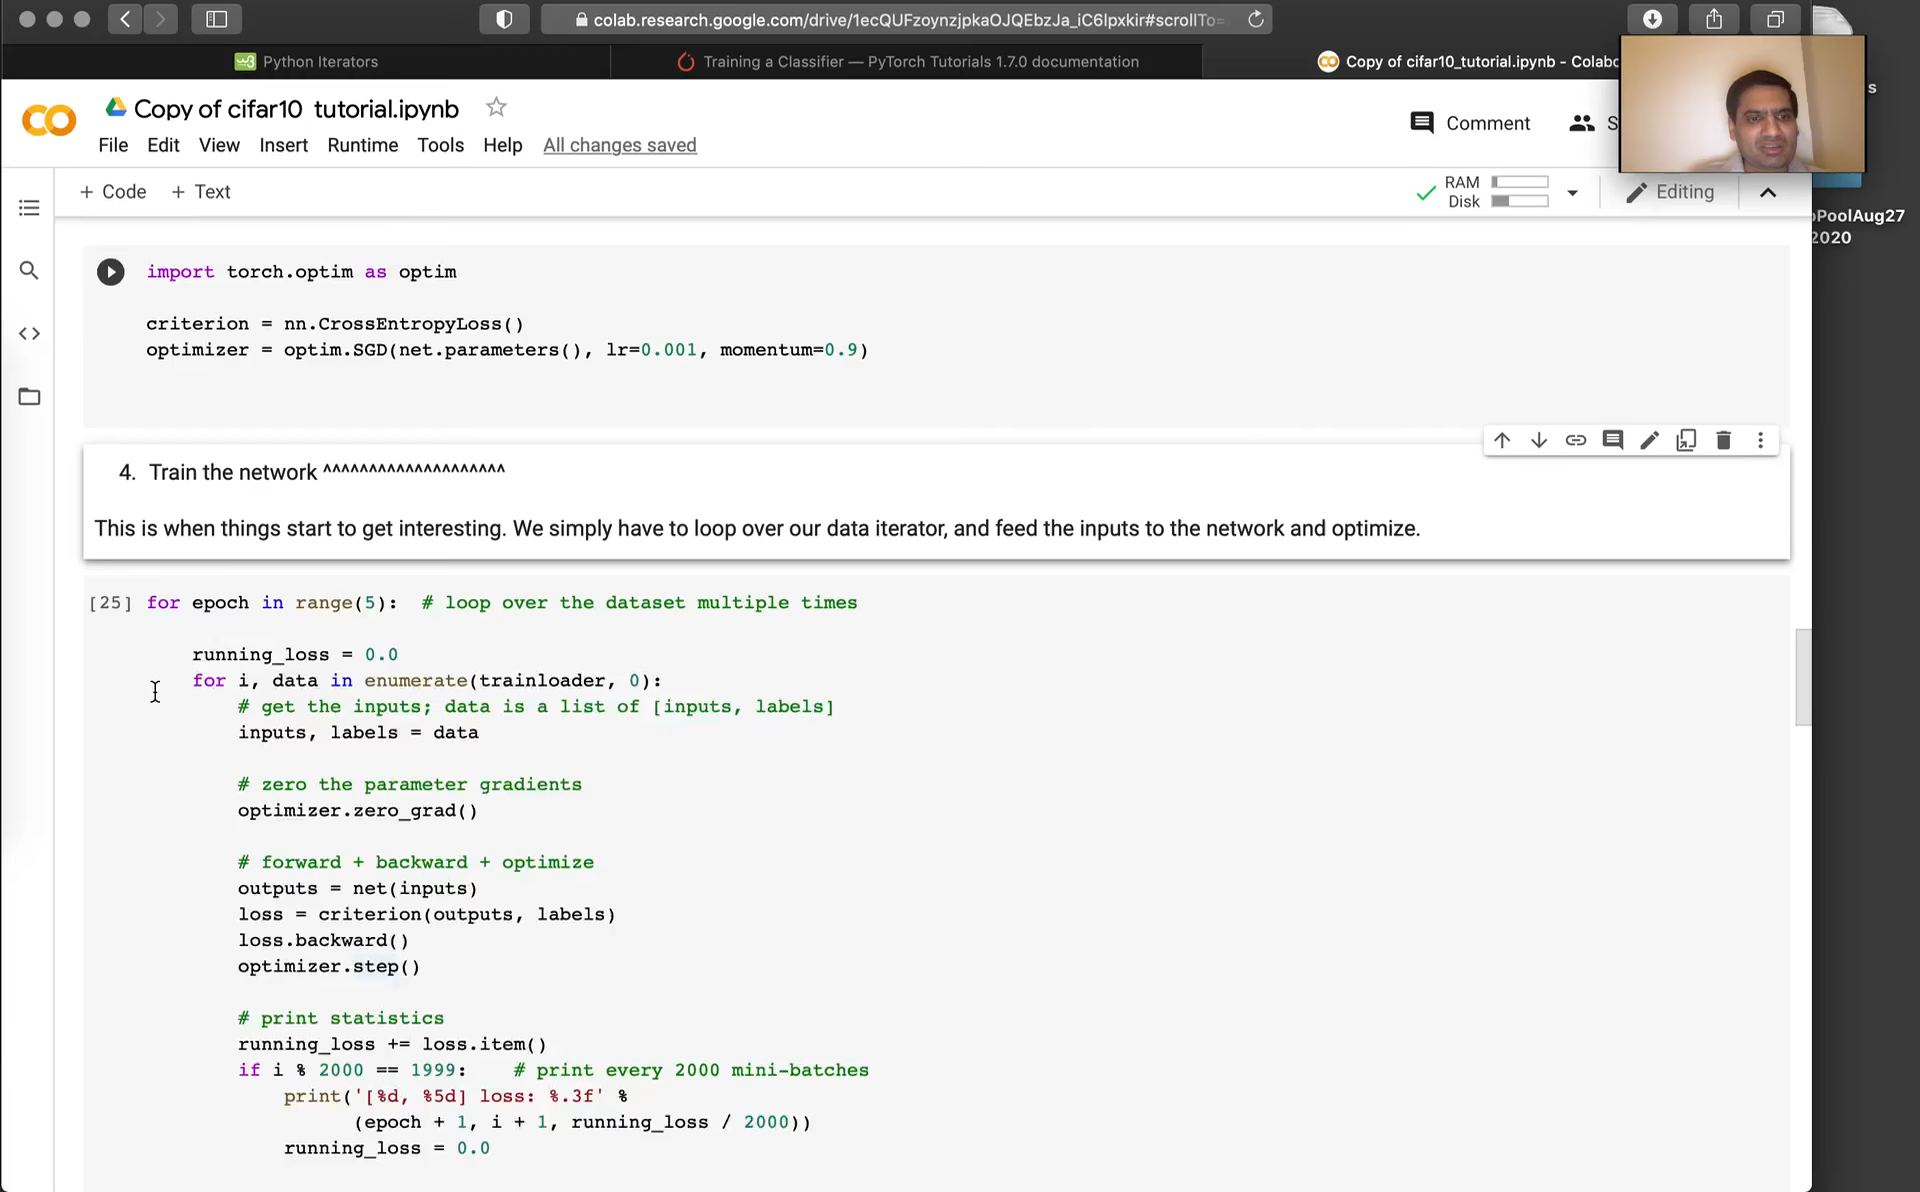 colab.research.google.com/drive/1ecQUFzoynzjpkaOJQEbzJa_iC6lpxkir#scrollTo=
Python Iterators
Training a Classifier — PyTorch Tutorials 1.7.0 documentation
Copy of cifar10_tutorial.ipynb - Colabo
s
Copy of cifar10 tutorial.ipynb
Comment
S
File Edit View Insert Runtime Tools Help All changes saved
+ Code + Text
RAM
Disk
Editing
PoolAug27
2020
import torch.optim as optim
criterion = nn.CrossEntropyLoss()
optimizer = optim.SGD(net.parameters(), lr=0.001, momentum=0.9)
4. Train the network ^^^^^^^^^^^^^^^^^^^^
This is when things start to get interesting. We simply have to loop over our data iterator, and feed the inputs to the network and optimize.
[25] for epoch in range(5):  # loop over the dataset multiple times
running_loss = 0.0
for i, data in enumerate(trainloader, 0):
# get the inputs; data is a list of [inputs, labels]
inputs, labels = data
# zero the parameter gradients
optimizer.zero_grad()
# forward + backward + optimize
outputs = net(inputs)
loss = criterion(outputs, labels)
loss.backward()
optimizer.step()
# print statistics
running_loss += loss.item()
if i % 2000 == 1999:    # print every 2000 mini-batches
print('[%d, %5d] loss: %.3f' %
(epoch + 1, i + 1, running_loss / 2000))
running_loss = 0.0